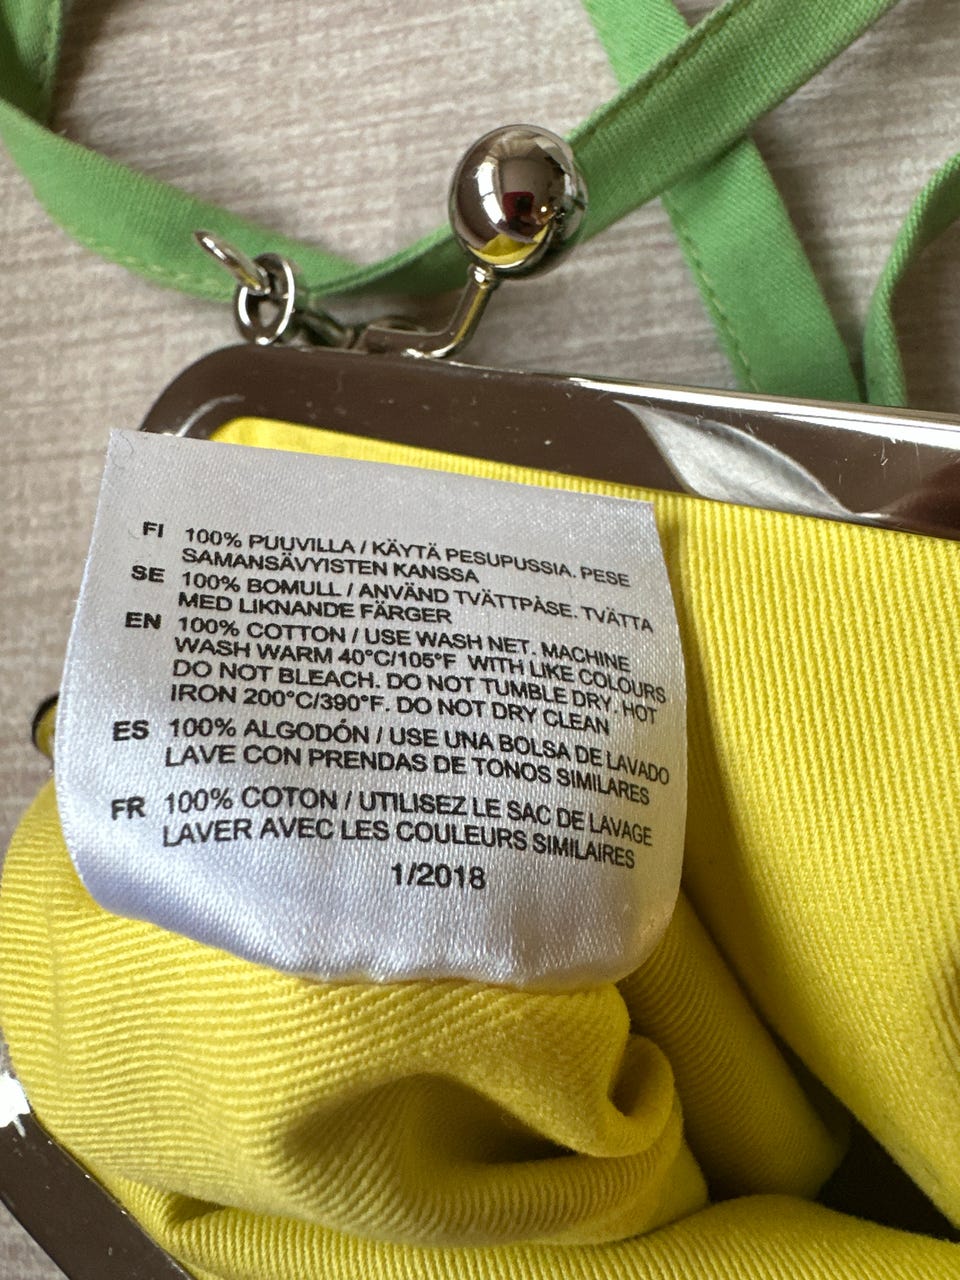 FI 100% PUUVILLA / KÄYTÄ PESUPUSSIA. PESE
SAMANSÄVYISTEN KANSSA
SE 100% BOMULL / ANVÄND TVÄTTPÅSE. TVÄTTA
MED LIKNANDE FÄRGER
EN 100% COTTON / USE WASH NET. MACHINE
WASH WARM 40°C/105°F WITH LIKE COLOURS
DO NOT BLEACH. DO NOT TUMBLE DRY. HOT
IRON 200°C/390°F. DO NOT DRY CLEAN
ES 100% ALGODÓN / USE UNA BOLSA DE LAVADO
LAVE CON PRENDAS DE TONOS SIMILARES
FR 100% COTON / UTILISEZ LE SAC DE LAVAGE
LAVER AVEC LES COULEURS SIMILAIRES
1/2018